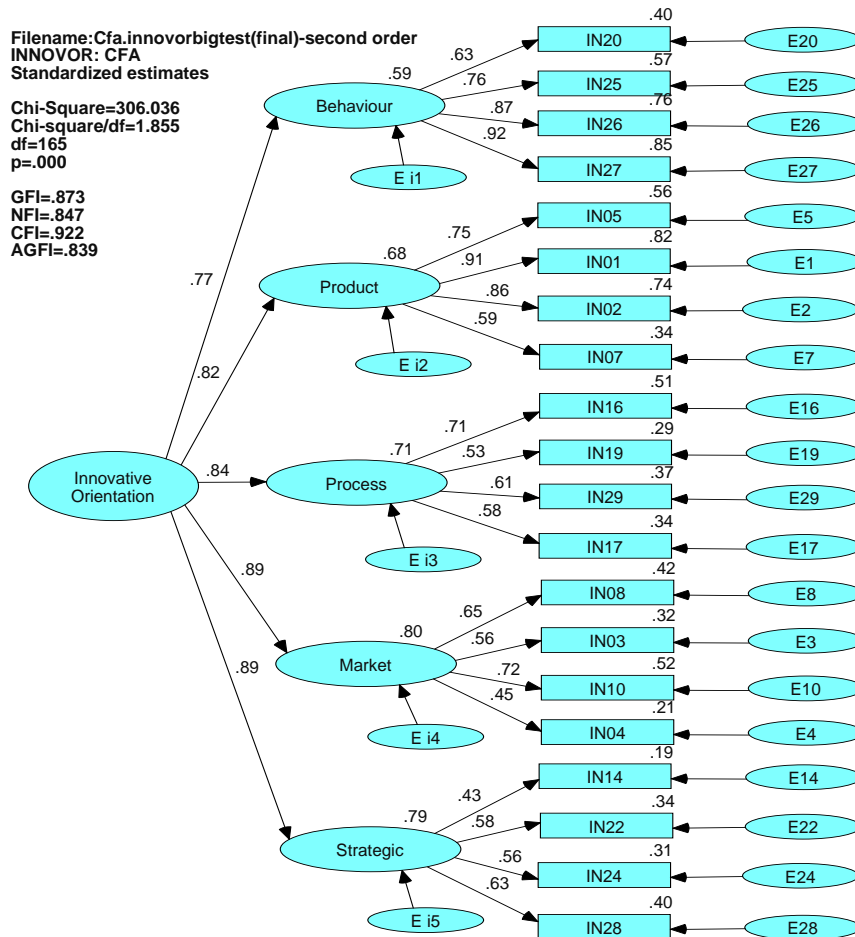 Filename:Cfa.innovorbigtest(final)-second order
INNOVOR: CFA
Standardized estimates
Chi-Square=306.036
Chi-square/df=1.855
df=165
p=.000
GFI=.873
NFI=.847
CFI=.922
AGFI=.839
Innovative
Orientation
.77
.82
.84
.89
.89
.59
Behaviour
E i1
.63
.76
.87
.92
.40
IN20
E20
.57
IN25
E25
.76
IN26
E26
.85
IN27
E27
.68
Product
E i2
.75
.91
.86
.59
.56
IN05
E5
.82
IN01
E1
.74
IN02
E2
.34
IN07
E7
.71
Process
E i3
.71
.53
.61
.58
.51
IN16
E16
.29
IN19
E19
.37
IN29
E29
.34
IN17
E17
.80
Market
E i4
.65
.56
.72
.45
.42
IN08
E8
.32
IN03
E3
.52
IN10
E10
.21
IN04
E4
.79
Strategic
E i5
.43
.58
.56
.63
.19
IN14
E14
.34
IN22
E22
.31
IN24
E24
.40
IN28
E28